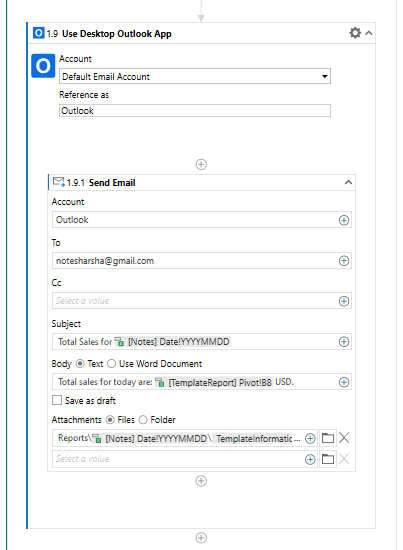 1.9 Use Desktop Outlook App
Account
Default Email Account
Reference as
Outlook
1.9.1 Send Email
Account
Outlook
To
notesharsha@gmail.com
Cc
Select a value
Subject
Total Sales for [Notes] Date!YYYYMMDD
Body Text Use Word Document
Total sales for today are: [TemplateReport] Pivot!B8 USD.
Save as draft
Attachments Files Folder
Reports\ [Notes] Date!YYYYMMDD \ TemplateInformatic ...
Select a value